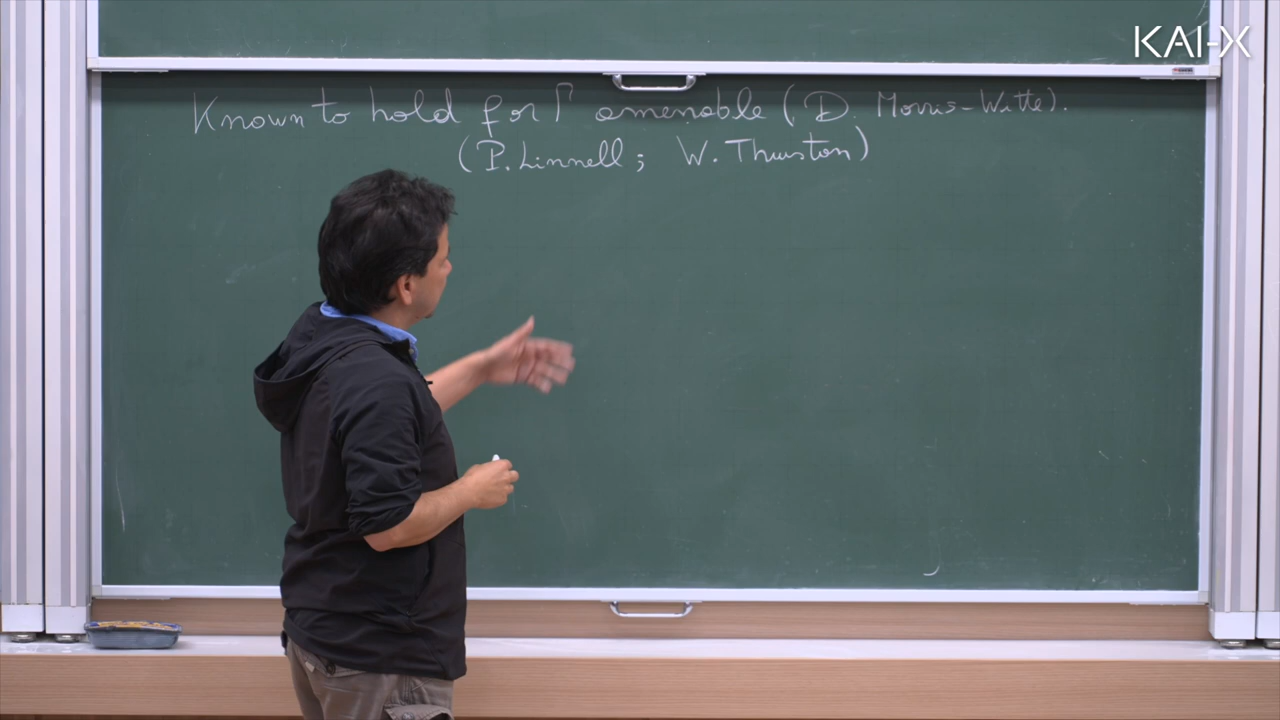 KAI-X
Known to hold for Γ amenable (D. Morris-Witte).
(P. Linnell; W. Thurston)